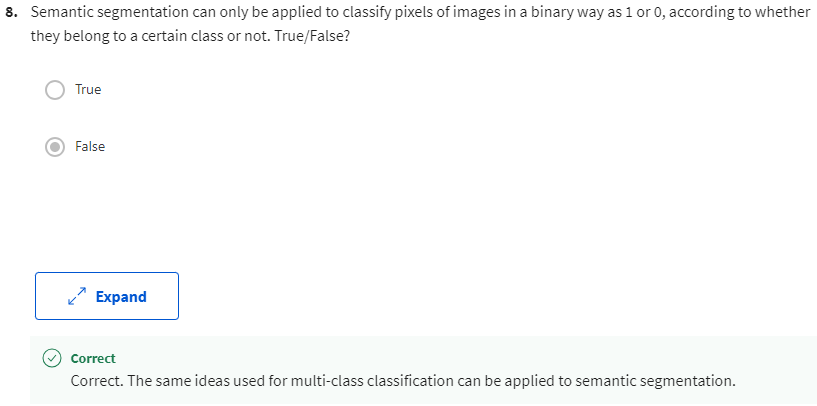 8. Semantic segmentation can only be applied to classify pixels of images in a binary way as 1 or 0, according to whether
they belong to a certain class or not. True/False?
True
False
Expand
Correct
Correct. The same ideas used for multi-class classification can be applied to semantic segmentation.